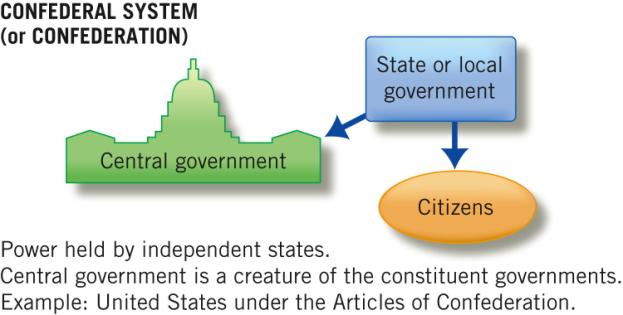 CONFEDERAL SYSTEM
(or CONFEDERATION)
State or local
government
Central government
Citizens
Power held by independent states.
Central government is a creature of the constituent governments.
Example: United States under the Articles of Confederation.